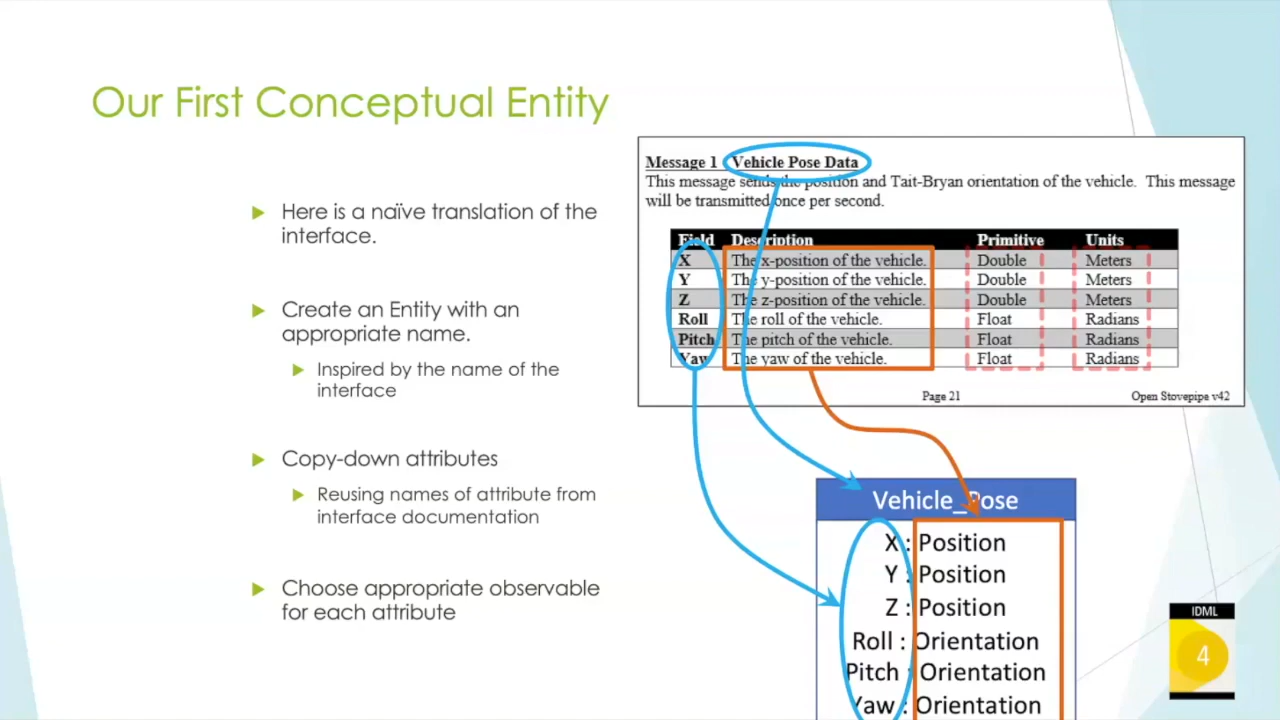 Our First Conceptual Entity
Here is a naïve translation of the
interface.
Create an Entity with an
appropriate name.
Inspired by the name of the
interface
Copy-down attributes
Reusing names of attribute from
interface documentation
Choose appropriate observable
for each attribute
Message 1 Vehicle Pose Data
This message sends the position and Tait-Bryan orientation of the vehicle. This message
will be transmitted once per second.
Field Description Primitive Units
X The x-position of the vehicle. Double Meters
Y The y-position of the vehicle. Double Meters
Z The z-position of the vehicle. Double Meters
Roll The roll of the vehicle. Float Radians
Pitch The pitch of the vehicle. Float Radians
Yaw The yaw of the vehicle. Float Radians
Page 21 Open Stovepipe v42
Vehicle_Pose
X : Position
Y : Position
Z : Position
Roll : Orientation
Pitch : Orientation
Yaw : Orientation
IDML
4